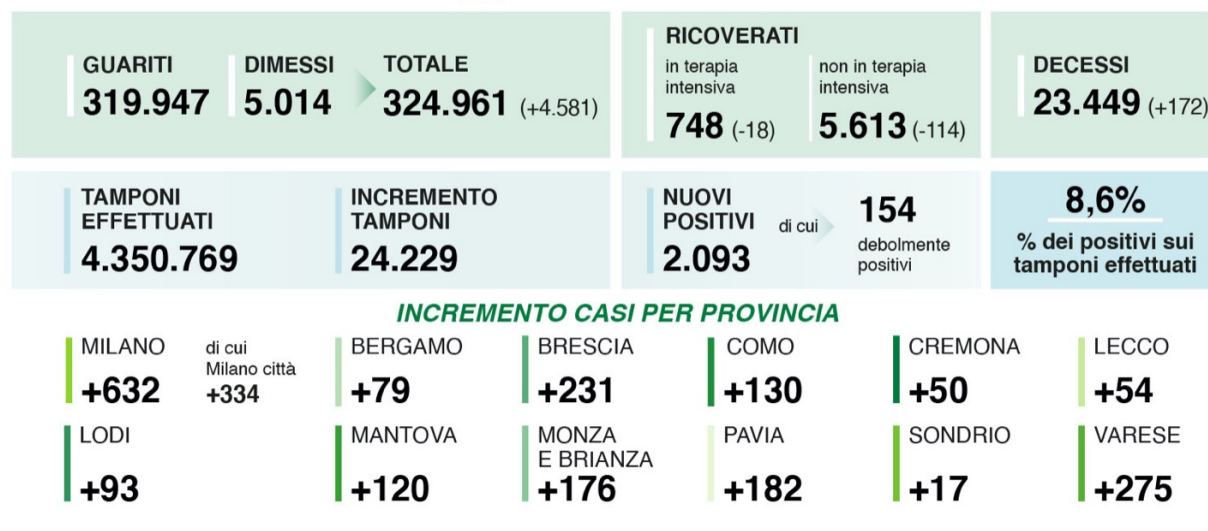 GUARITI
319.947
DIMESSI
5.014
TOTALE
324.961 (+4.581)
RICOVERATI
in terapia
intensiva
748 (-18)
non in terapia
intensiva
5.613 (-114)
DECESSI
23.449 (+172)
TAMPONI
EFFETTUATI
4.350.769
INCREMENTO
TAMPONI
24.229
NUOVI
POSITIVI
2.093
di cui
154
debolmente
positivi
8,6%
% dei positivi sui
tamponi effettuati
INCREMENTO CASI PER PROVINCIA
MILANO
+632
di cui
Milano città
+334
BERGAMO
+79
BRESCIA
+231
COMO
+130
CREMONA
+50
LECCO
+54
LODI
+93
MANTOVA
+120
MONZA
E BRIANZA
+176
PAVIA
+182
SONDRIO
+17
VARESE
+275